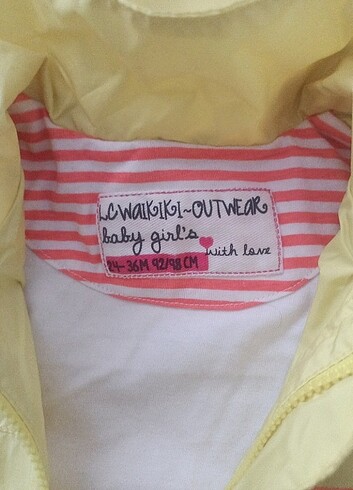 LCWAIKIKI~OUTWEAR
baby girl's
with love
24-36M 92/98 CM